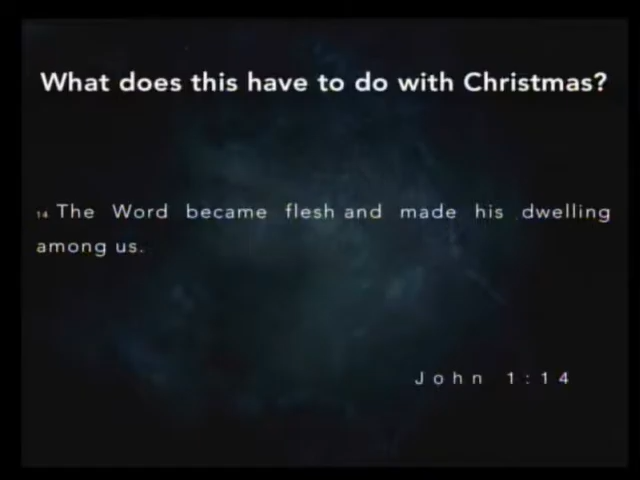 What does this have to do with Christmas?
14 The Word became flesh and made his dwelling
among us.
John 1:14